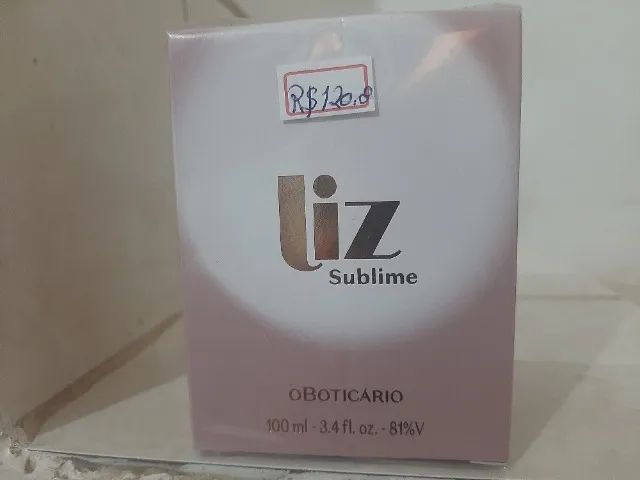 R$120,0
liz
Sublime
oBOTICÁRIO
100 ml - 3.4 fl. oz. - 81%V